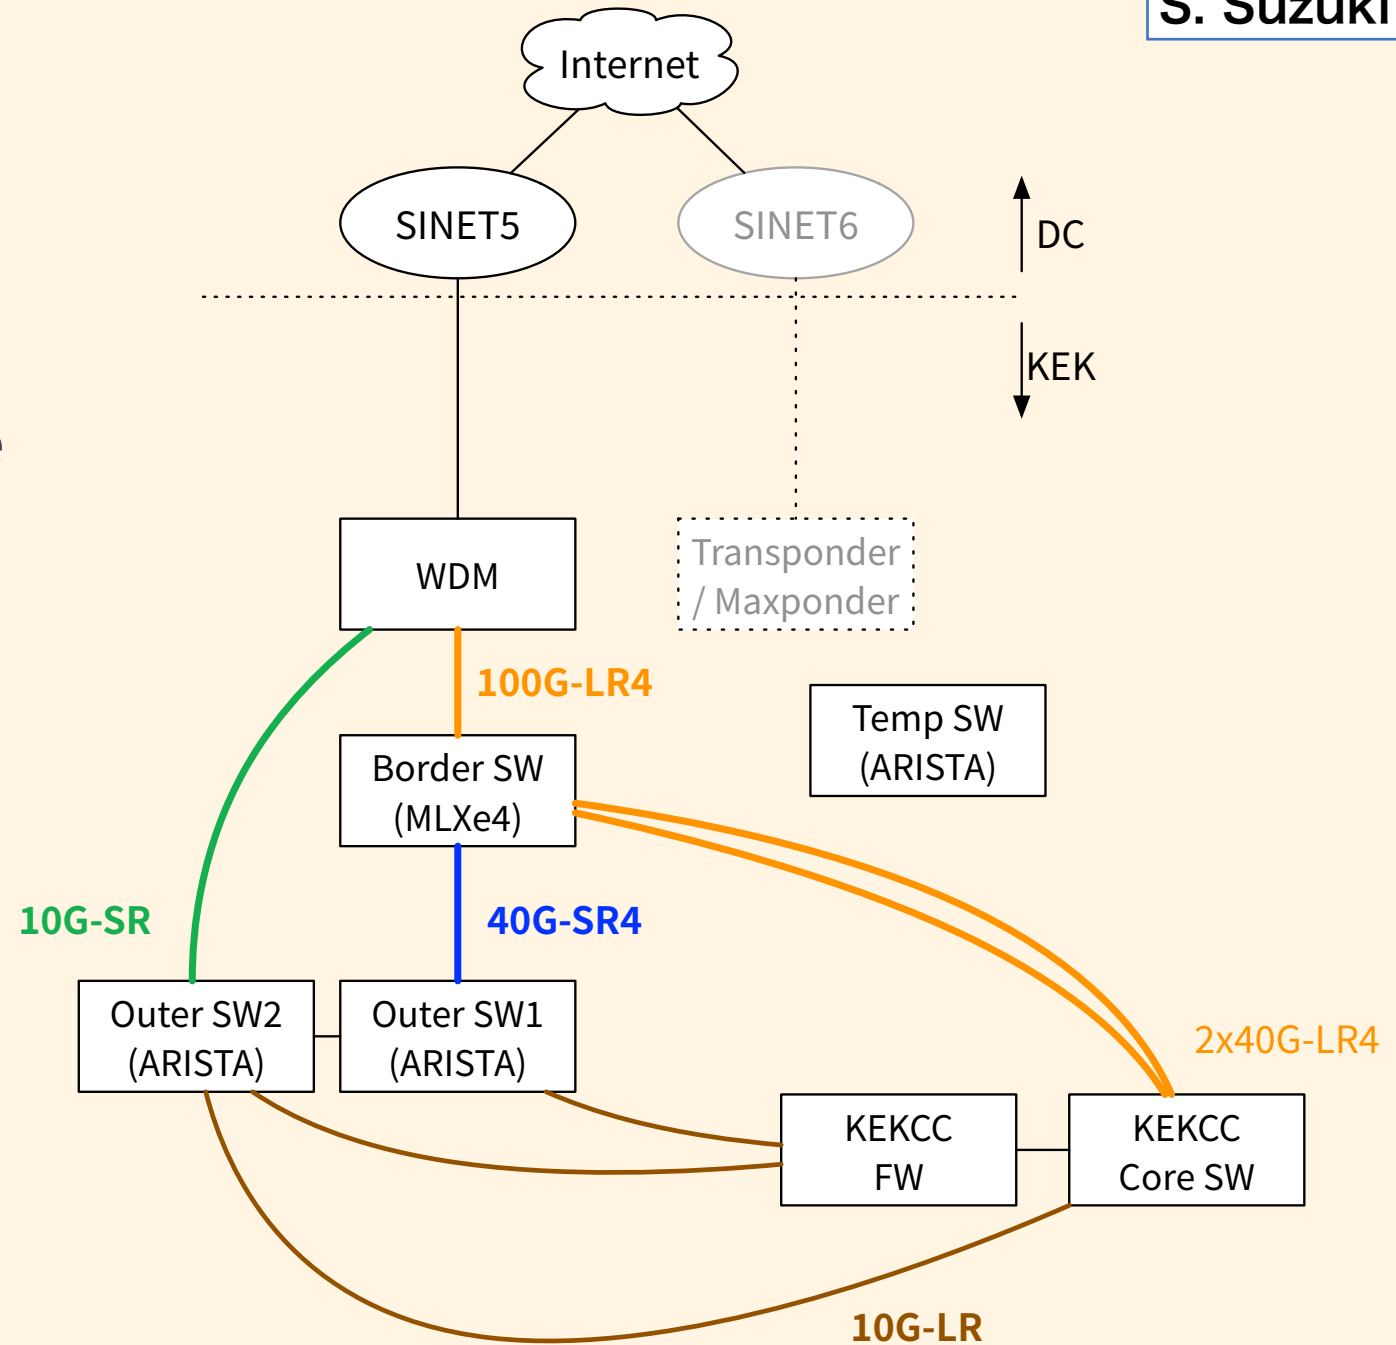 S. Suzuki
Internet
SINET5
SINET6
DC
KEK
WDM
Transponder
/ Maxponder
100G-LR4
Temp SW
(ARISTA)
Border SW
(MLXe4)
10G-SR
40G-SR4
Outer SW2
(ARISTA)
Outer SW1
(ARISTA)
2x40G-LR4
KEKCC
FW
KEKCC
Core SW
10G-LR